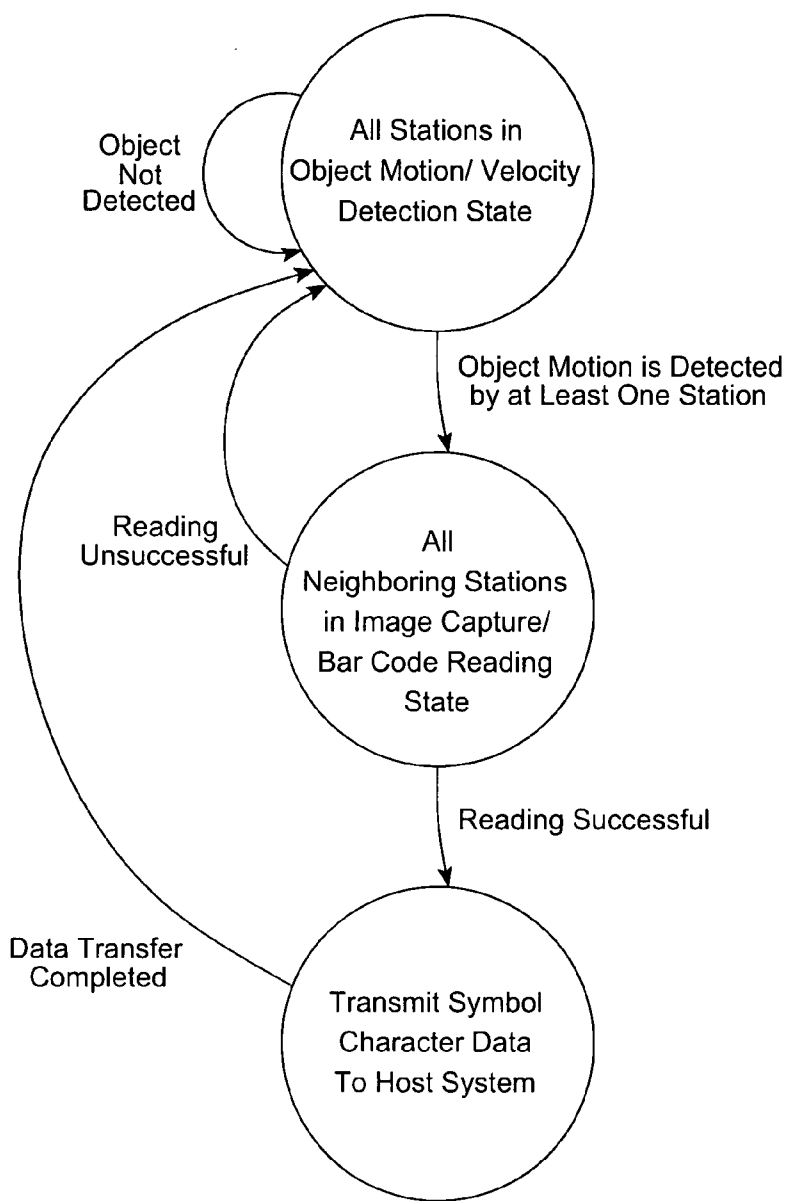 Object
Not
Detected
All Stations in
Object Motion/ Velocity
Detection State
Object Motion is Detected
by at Least One Station
Reading
Unsuccessful
All
Neighboring Stations
in Image Capture/
Bar Code Reading
State
Reading Successful
Data Transfer
Completed
Transmit Symbol
Character Data
To Host System